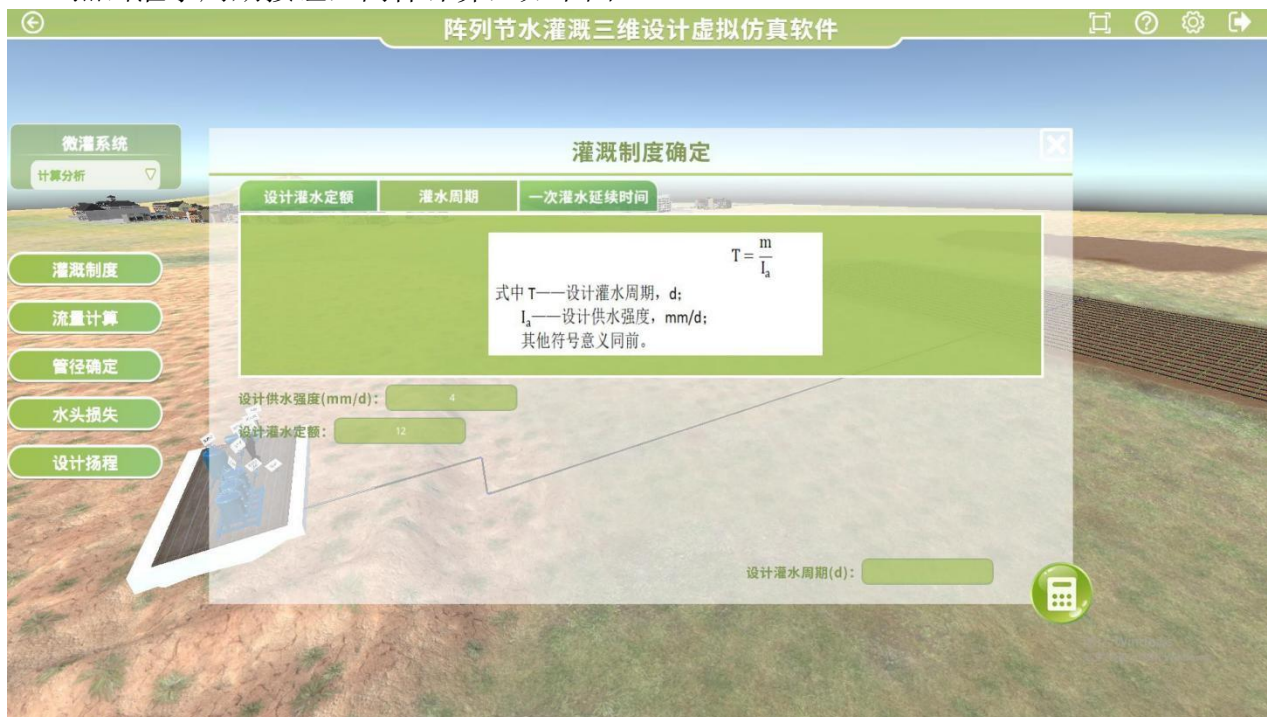 阵列节水灌溉三维设计虚拟仿真软件
微灌系统
计算分析
灌溉制度确定
设计灌水定额
灌水周期
一次灌水延续时间
T = m/Iₐ
式中 T——设计灌水周期，d;
Iₐ——设计供水强度，mm/d;
其他符号意义同前。
灌溉制度
流量计算
管径确定
水头损失
设计扬程
设计供水强度(mm/d): 4
设计灌水定额: 12
设计灌水周期(d):